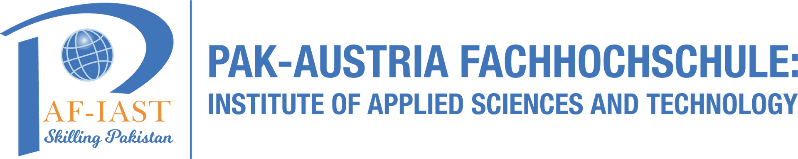 PAF-IAST
Skilling Pakistan
PAK-AUSTRIA FACHHOCHSCHULE:
INSTITUTE OF APPLIED SCIENCES AND TECHNOLOGY